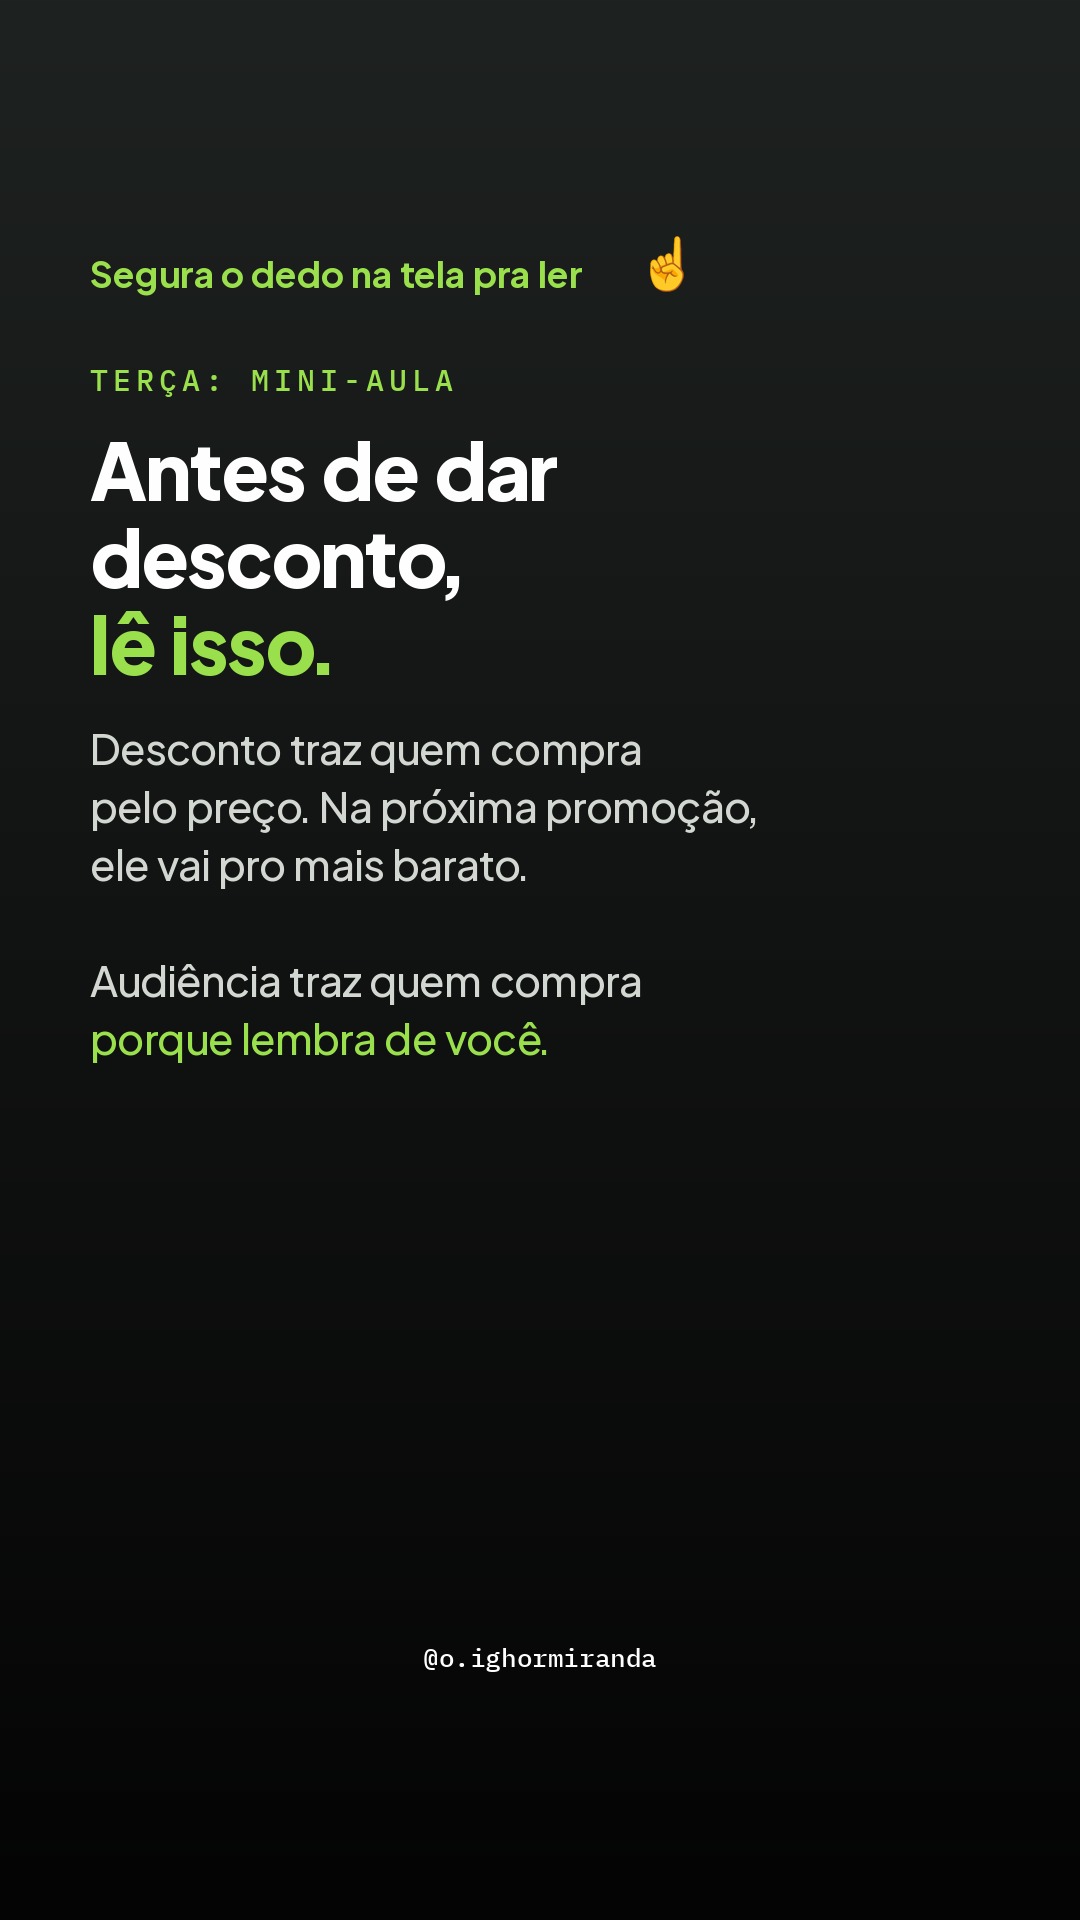 Segura o dedo na tela pra ler ☝️
TERÇA: MINI-AULA
Antes de dar
desconto,
lê isso.
Desconto traz quem compra
pelo preço. Na próxima promoção,
ele vai pro mais barato.
Audiência traz quem compra
porque lembra de você.
@o.ighormiranda